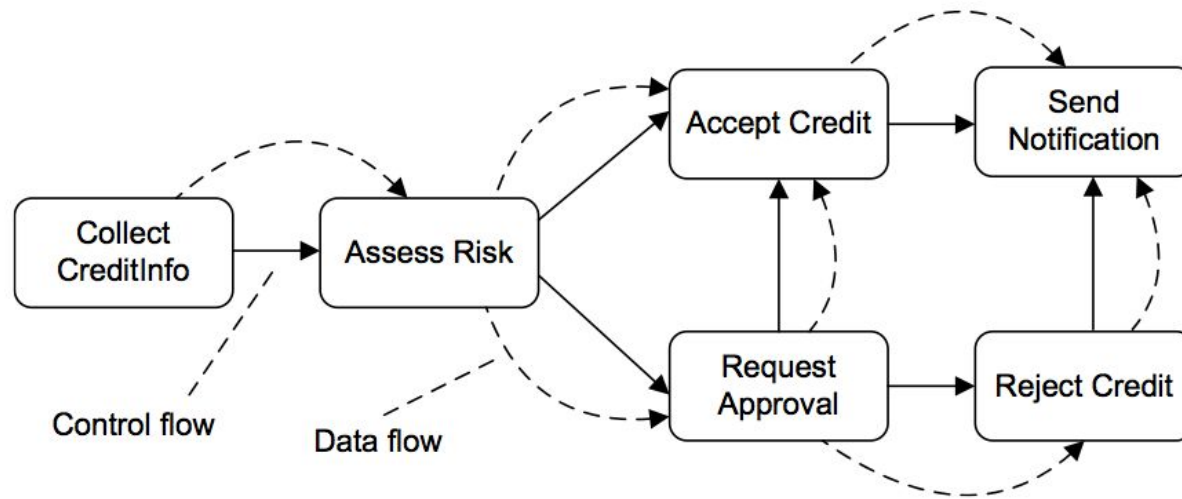 Collect
CreditInfo
Assess Risk
Accept Credit
Send
Notification
Request
Approval
Reject Credit
Control flow
Data flow